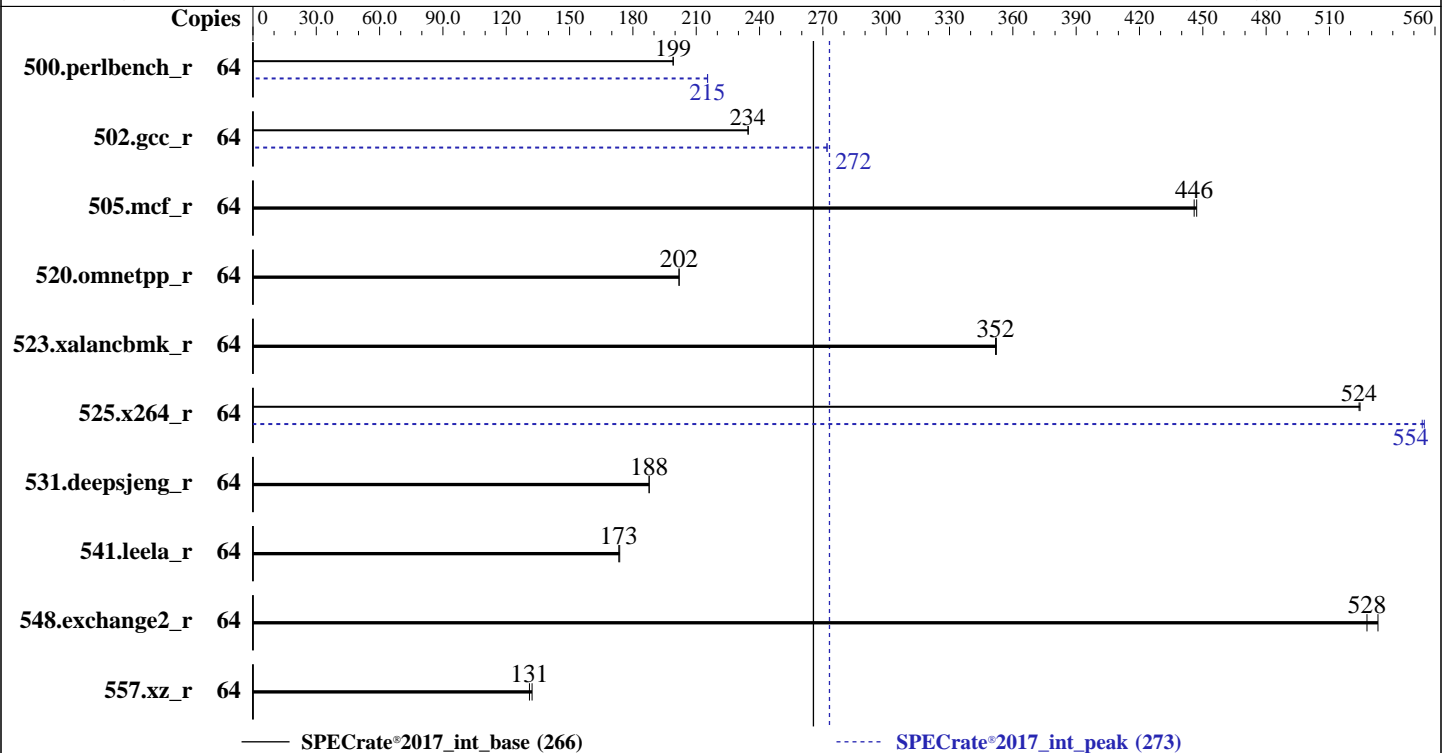 Copies 0 30.0 60.0 90.0 120 150 180 210 240 270 300 330 360 390 420 450 480 510 560
500.perlbench_r 64 199
215
502.gcc_r 64 234
272
505.mcf_r 64 446
520.omnetpp_r 64 202
523.xalancbmk_r 64 352
525.x264_r 64 524
554
531.deepsjeng_r 64 188
541.leela_r 64 173
548.exchange2_r 64 528
557.xz_r 64 131
SPECrate®2017_int_base (266) SPECrate®2017_int_peak (273)